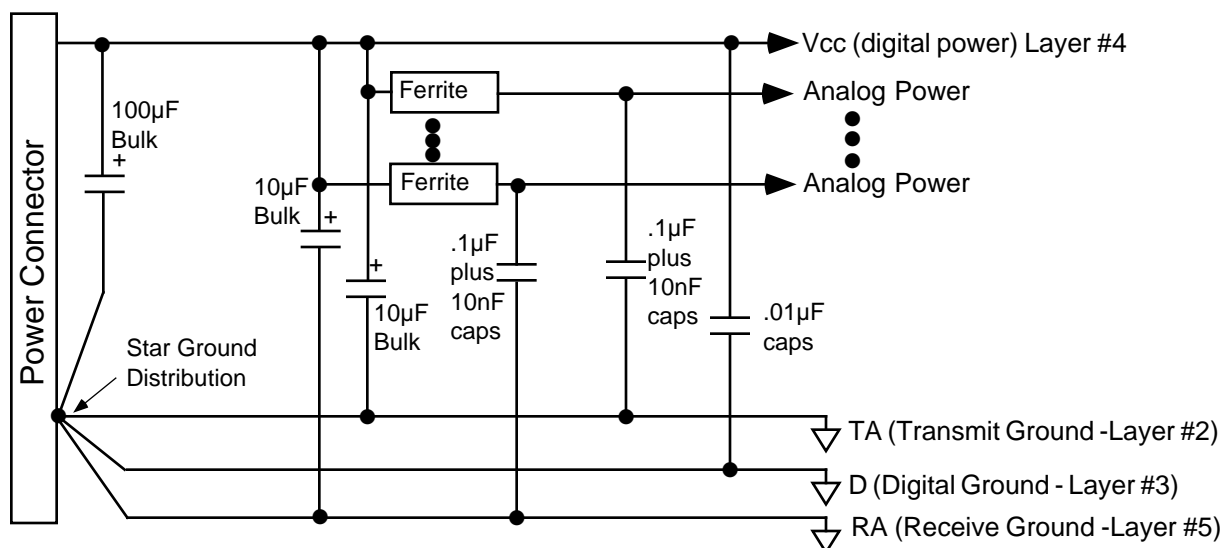 Power Connector
100µF
Bulk
+
Star Ground
Distribution
10µF
Bulk
+
+
10µF
Bulk
Ferrite
Ferrite
.1µF
plus
10nF
caps
.1µF
plus
10nF
caps
.01µF
caps
Vcc (digital power) Layer #4
Analog Power
Analog Power
TA (Transmit Ground -Layer #2)
D (Digital Ground - Layer #3)
RA (Receive Ground -Layer #5)